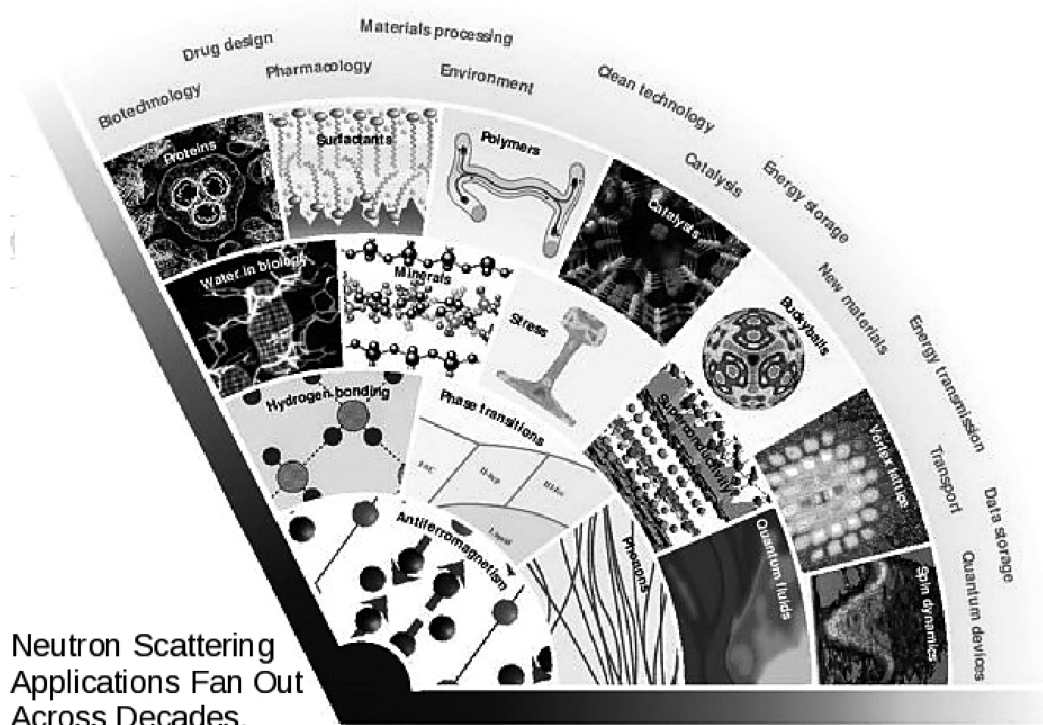 Drug design
Materials processing
Biotechnology
Pharmacology
Environment
Clean technology
Catalysis
Energy storage
New materials
Energy transmission
Transport
Data storage
Quantum devices
Proteins
Surfactants
Polymers
Catalysts
Buckyballs
Vortex lattice
Spin dynamics
Water in biology
Minerals
Stress
Superconductivity
Quantum fluids
Hydrogen bonding
Phase transitions
Phonons
Antiferromagnetism
Neutron Scattering
Applications Fan Out
Across Decades.